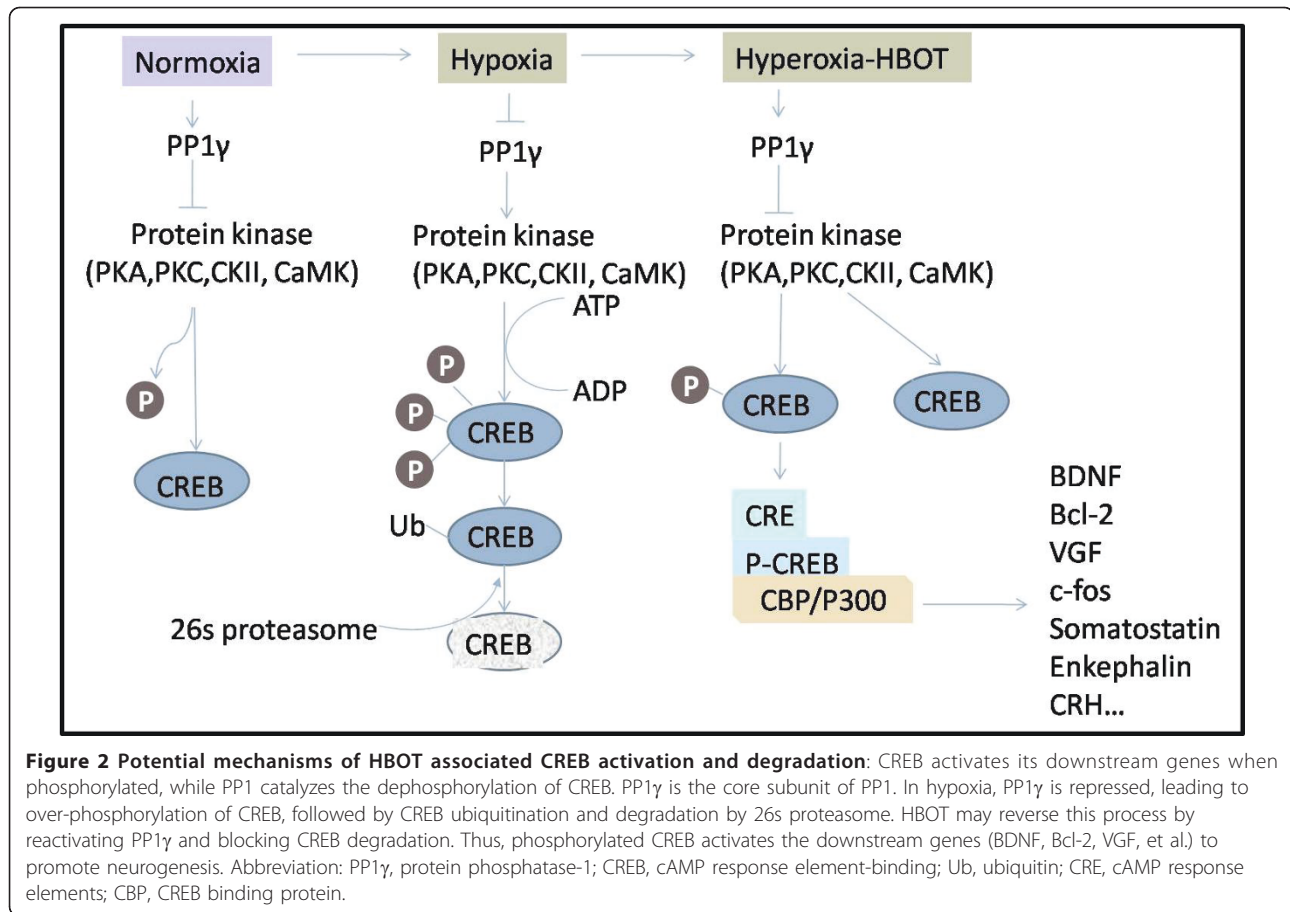 Normoxia
Hypoxia
Hyperoxia-HBOT
PP1γ
PP1γ
PP1γ
Protein kinase
(PKA,PKC,CKII, CaMK)
Protein kinase
(PKA,PKC,CKII, CaMK)
Protein kinase
(PKA,PKC,CKII, CaMK)
ATP
ADP
P
CREB
P
P
P
CREB
Ub
CREB
26s proteasome
CREB
P
CREB
CREB
CRE
P-CREB
CBP/P300
BDNF
Bcl-2
VGF
c-fos
Somatostatin
Enkephalin
CRH...
Figure 2 Potential mechanisms of HBOT associated CREB activation and degradation: CREB activates its downstream genes when
phosphorylated, while PP1 catalyzes the dephosphorylation of CREB. PP1γ is the core subunit of PP1. In hypoxia, PP1γ is repressed, leading to
over-phosphorylation of CREB, followed by CREB ubiquitination and degradation by 26s proteasome. HBOT may reverse this process by
reactivating PP1γ and blocking CREB degradation. Thus, phosphorylated CREB activates the downstream genes (BDNF, Bcl-2, VGF, et al.) to
promote neurogenesis. Abbreviation: PP1γ, protein phosphatase-1; CREB, cAMP response element-binding; Ub, ubiquitin; CRE, cAMP response
elements; CBP, CREB binding protein.